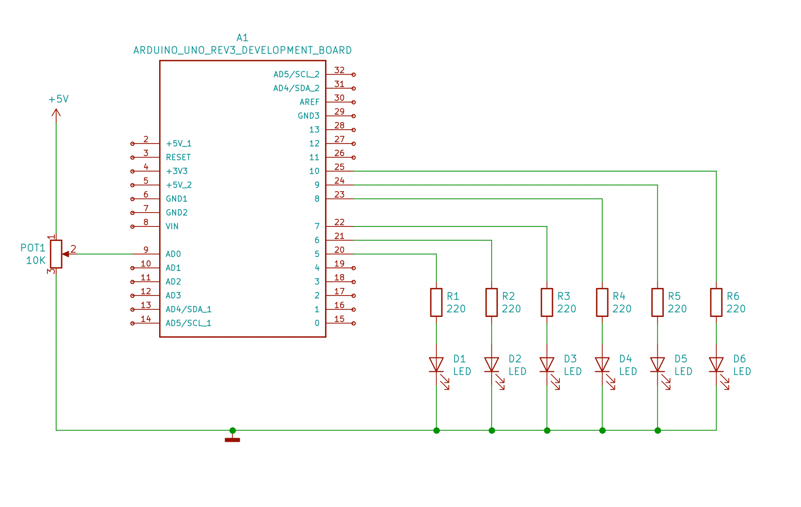 A1
ARDUINO_UNO_REV3_DEVELOPMENT_BOARD
AD5/SCL_2 32
AD4/SDA_2 31
AREF 30
GND3 29
13 28
12 27
11 26
10 25
9 24
8 23
7 22
6 21
5 20
4 19
3 18
2 17
1 16
0 15
2 +5V_1
3 RESET
4 +3V3
5 +5V_2
6 GND1
7 GND2
8 VIN
9 AD0
10 AD1
11 AD2
12 AD3
13 AD4/SDA_1
14 AD5/SCL_1
+5V
1
POT1 2
10K
3
R1 R2 R3 R4 R5 R6
220 220 220 220 220 220
D1 D2 D3 D4 D5 D6
LED LED LED LED LED LED